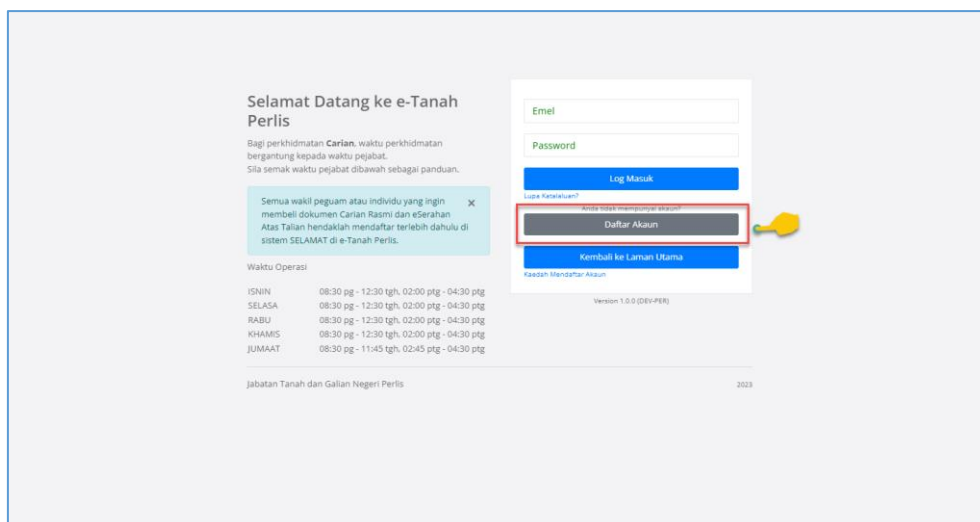 Selamat Datang ke e-Tanah
Perlis
Bagi perkhidmatan Carian, waktu perkhidmatan
bergantung kepada waktu pejabat.
Sila semak waktu pejabat dibawah sebagai panduan.
Semua wakil peguam atau individu yang ingin
membeli dokumen Carian Rasmi dan eSerahan
Atas Talian hendaklah mendaftar terlebih dahulu di
sistem SELAMAT di e-Tanah Perlis.
×
Waktu Operasi
ISNIN 08:30 pg - 12:30 tgh, 02:00 ptg - 04:30 ptg
SELASA 08:30 pg - 12:30 tgh, 02:00 ptg - 04:30 ptg
RABU 08:30 pg - 12:30 tgh, 02:00 ptg - 04:30 ptg
KHAMIS 08:30 pg - 12:30 tgh, 02:00 ptg - 04:30 ptg
JUMAAT 08:30 pg - 11:45 tgh, 02:45 ptg - 04:30 ptg
Emel
Password
Log Masuk
Lupa Katalaluan?
Anda tidak mempunyai akaun?
Daftar Akaun
Kembali ke Laman Utama
Kaedah Mendaftar Akaun
Version 1.0.0 (DEV-PER)
Jabatan Tanah dan Galian Negeri Perlis
2023